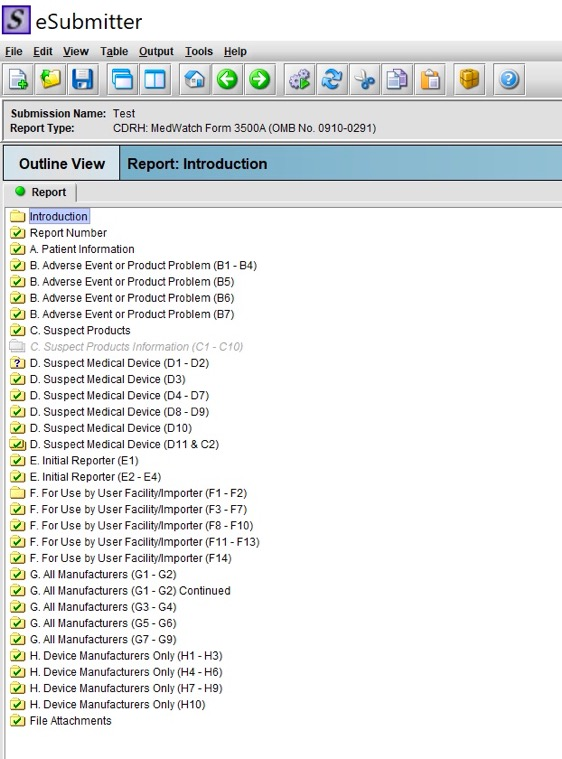 S eSubmitter
File Edit View Table Output Tools Help
Submission Name: Test
Report Type: CDRH: MedWatch Form 3500A (OMB No. 0910-0291)
Outline View Report: Introduction
Report
Introduction
Report Number
A. Patient Information
B. Adverse Event or Product Problem (B1 - B4)
B. Adverse Event or Product Problem (B5)
B. Adverse Event or Product Problem (B6)
B. Adverse Event or Product Problem (B7)
C. Suspect Products
C. Suspect Products Information (C1 - C10)
D. Suspect Medical Device (D1 - D2)
D. Suspect Medical Device (D3)
D. Suspect Medical Device (D4 - D7)
D. Suspect Medical Device (D8 - D9)
D. Suspect Medical Device (D10)
D. Suspect Medical Device (D11 & C2)
E. Initial Reporter (E1)
E. Initial Reporter (E2 - E4)
F. For Use by User Facility/Importer (F1 - F2)
F. For Use by User Facility/Importer (F3 - F7)
F. For Use by User Facility/Importer (F8 - F10)
F. For Use by User Facility/Importer (F11 - F13)
F. For Use by User Facility/Importer (F14)
G. All Manufacturers (G1 - G2)
G. All Manufacturers (G1 - G2) Continued
G. All Manufacturers (G3 - G4)
G. All Manufacturers (G5 - G6)
G. All Manufacturers (G7 - G9)
H. Device Manufacturers Only (H1 - H3)
H. Device Manufacturers Only (H4 - H6)
H. Device Manufacturers Only (H7 - H9)
H. Device Manufacturers Only (H10)
File Attachments